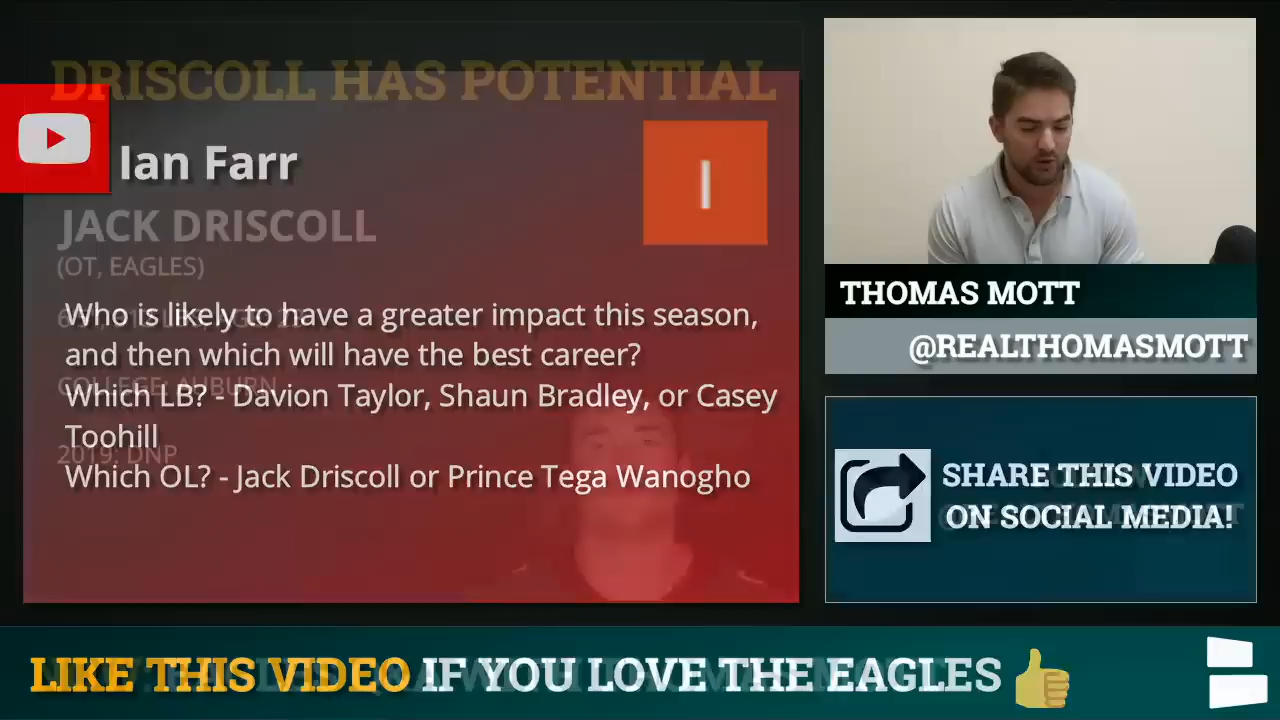 DRISCOLL HAS POTENTIAL
Ian Farr
I
JACK DRISCOLL
(OT, EAGLES)
Who is likely to have a greater impact this season,
and then which will have the best career?
COLLEGE: AUBURN
Which LB? - Davion Taylor, Shaun Bradley, or Casey
Toohill
2019: DNP
Which OL? - Jack Driscoll or Prince Tega Wanogho
THOMAS MOTT
@REALTHOMASMOTT
SHARE THIS VIDEO
ON SOCIAL MEDIA!
LIKE THIS VIDEO IF YOU LOVE THE EAGLES